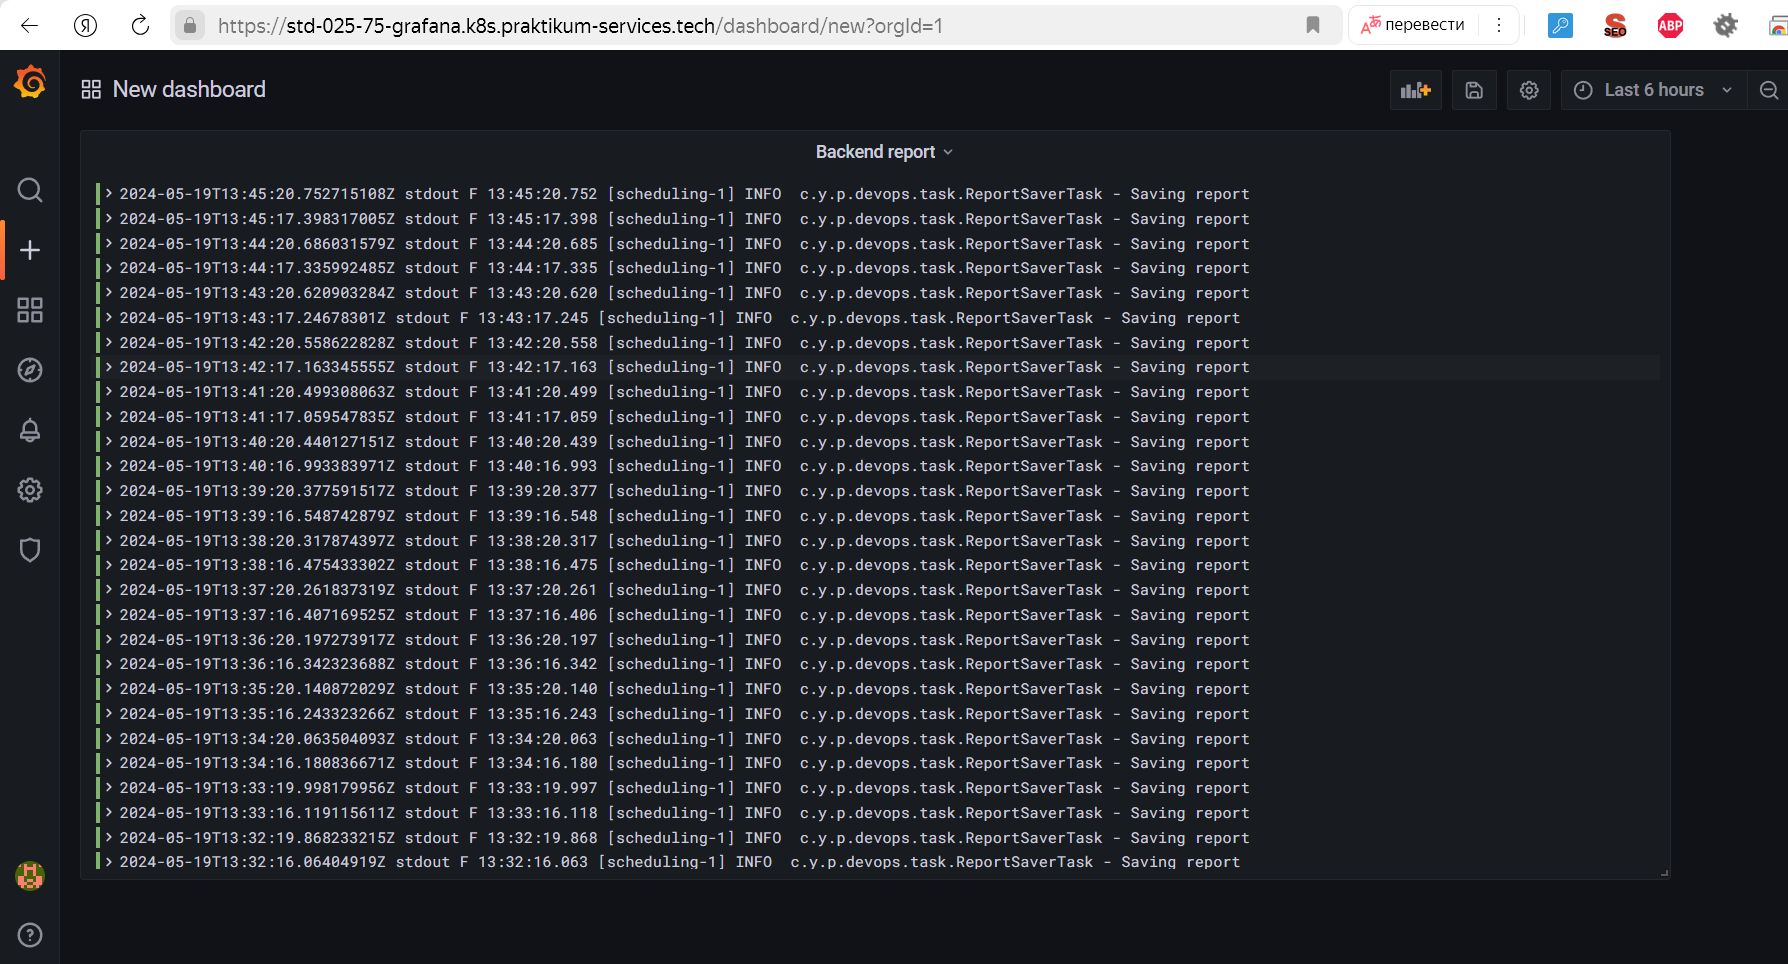 https://std-025-75-grafana.k8s.praktikum-services.tech/dashboard/new?orgId=1
перевести
SEO
ABP
New dashboard
Last 6 hours
Backend report
2024-05-19T13:45:20.752715108Z stdout F 13:45:20.752 [scheduling-1] INFO  c.y.p.devops.task.ReportSaverTask - Saving report
2024-05-19T13:45:17.398317005Z stdout F 13:45:17.398 [scheduling-1] INFO  c.y.p.devops.task.ReportSaverTask - Saving report
2024-05-19T13:44:20.686031579Z stdout F 13:44:20.685 [scheduling-1] INFO  c.y.p.devops.task.ReportSaverTask - Saving report
2024-05-19T13:44:17.335992485Z stdout F 13:44:17.335 [scheduling-1] INFO  c.y.p.devops.task.ReportSaverTask - Saving report
2024-05-19T13:43:20.620903284Z stdout F 13:43:20.620 [scheduling-1] INFO  c.y.p.devops.task.ReportSaverTask - Saving report
2024-05-19T13:43:17.24678301Z stdout F 13:43:17.245 [scheduling-1] INFO  c.y.p.devops.task.ReportSaverTask - Saving report
2024-05-19T13:42:20.558622828Z stdout F 13:42:20.558 [scheduling-1] INFO  c.y.p.devops.task.ReportSaverTask - Saving report
2024-05-19T13:42:17.163345555Z stdout F 13:42:17.163 [scheduling-1] INFO  c.y.p.devops.task.ReportSaverTask - Saving report
2024-05-19T13:41:20.499308063Z stdout F 13:41:20.499 [scheduling-1] INFO  c.y.p.devops.task.ReportSaverTask - Saving report
2024-05-19T13:41:17.059547835Z stdout F 13:41:17.059 [scheduling-1] INFO  c.y.p.devops.task.ReportSaverTask - Saving report
2024-05-19T13:40:20.440127151Z stdout F 13:40:20.439 [scheduling-1] INFO  c.y.p.devops.task.ReportSaverTask - Saving report
2024-05-19T13:40:16.993383971Z stdout F 13:40:16.993 [scheduling-1] INFO  c.y.p.devops.task.ReportSaverTask - Saving report
2024-05-19T13:39:20.377591517Z stdout F 13:39:20.377 [scheduling-1] INFO  c.y.p.devops.task.ReportSaverTask - Saving report
2024-05-19T13:39:16.548742879Z stdout F 13:39:16.548 [scheduling-1] INFO  c.y.p.devops.task.ReportSaverTask - Saving report
2024-05-19T13:38:20.317874397Z stdout F 13:38:20.317 [scheduling-1] INFO  c.y.p.devops.task.ReportSaverTask - Saving report
2024-05-19T13:38:16.475433302Z stdout F 13:38:16.475 [scheduling-1] INFO  c.y.p.devops.task.ReportSaverTask - Saving report
2024-05-19T13:37:20.261837319Z stdout F 13:37:20.261 [scheduling-1] INFO  c.y.p.devops.task.ReportSaverTask - Saving report
2024-05-19T13:37:16.407169525Z stdout F 13:37:16.406 [scheduling-1] INFO  c.y.p.devops.task.ReportSaverTask - Saving report
2024-05-19T13:36:20.197273917Z stdout F 13:36:20.197 [scheduling-1] INFO  c.y.p.devops.task.ReportSaverTask - Saving report
2024-05-19T13:36:16.342323688Z stdout F 13:36:16.342 [scheduling-1] INFO  c.y.p.devops.task.ReportSaverTask - Saving report
2024-05-19T13:35:20.140872029Z stdout F 13:35:20.140 [scheduling-1] INFO  c.y.p.devops.task.ReportSaverTask - Saving report
2024-05-19T13:35:16.243323266Z stdout F 13:35:16.243 [scheduling-1] INFO  c.y.p.devops.task.ReportSaverTask - Saving report
2024-05-19T13:34:20.063504093Z stdout F 13:34:20.063 [scheduling-1] INFO  c.y.p.devops.task.ReportSaverTask - Saving report
2024-05-19T13:34:16.180836671Z stdout F 13:34:16.180 [scheduling-1] INFO  c.y.p.devops.task.ReportSaverTask - Saving report
2024-05-19T13:33:19.998179956Z stdout F 13:33:19.997 [scheduling-1] INFO  c.y.p.devops.task.ReportSaverTask - Saving report
2024-05-19T13:33:16.119115611Z stdout F 13:33:16.118 [scheduling-1] INFO  c.y.p.devops.task.ReportSaverTask - Saving report
2024-05-19T13:32:19.868233215Z stdout F 13:32:19.868 [scheduling-1] INFO  c.y.p.devops.task.ReportSaverTask - Saving report
2024-05-19T13:32:16.06404919Z stdout F 13:32:16.063 [scheduling-1] INFO  c.y.p.devops.task.ReportSaverTask - Saving report